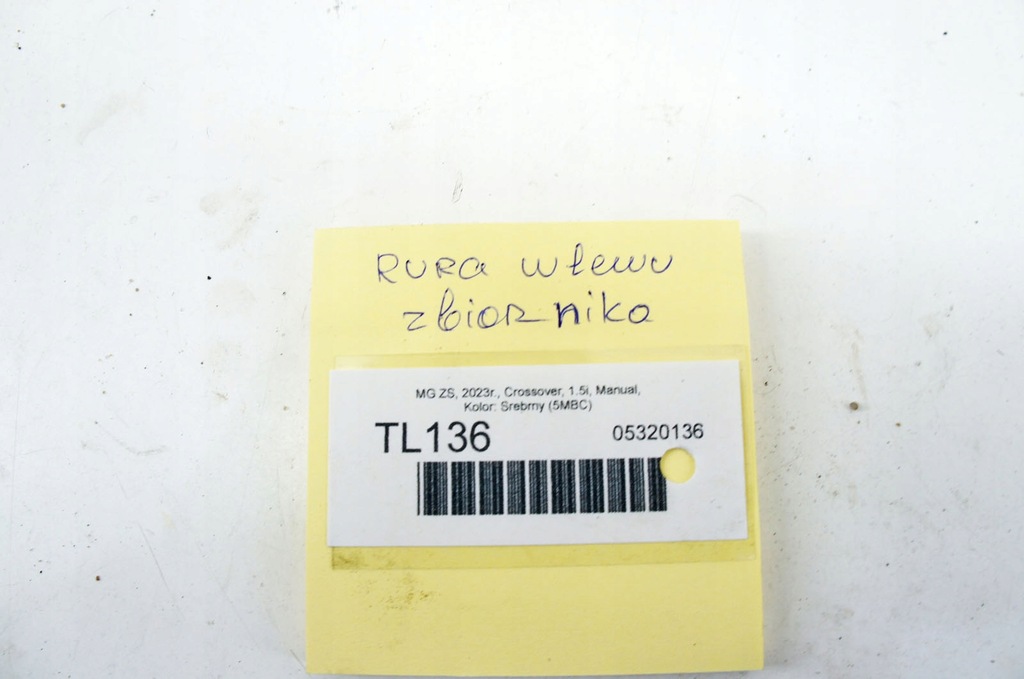 RURA wlewu
zbiornika
MG ZS, 2023r., Crossover, 1.5i, Manual,
Kolor: Srebrny (5MBC)
TL136
05320136